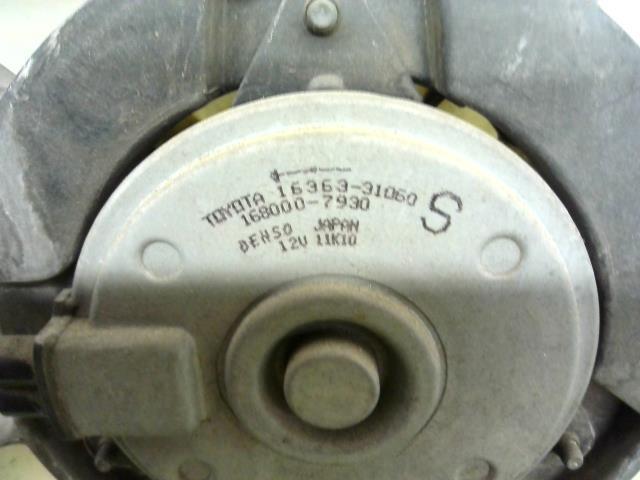 TOYOTA 16363-31060 S
168000-7930
DENSO JAPAN
12V 11K10